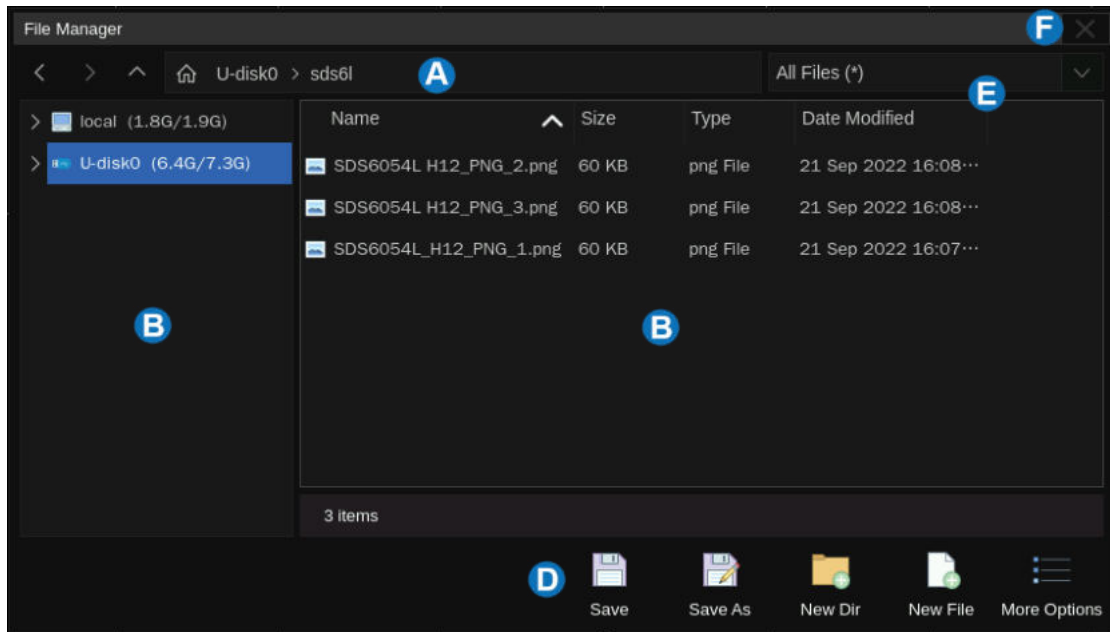 File Manager F
U-disk0 > sds6l A All Files (*) E
local (1.8G/1.9G)
U-disk0 (6.4G/7.3G)
B
Name Size Type Date Modified
SDS6054L H12_PNG_2.png 60 KB png File 21 Sep 2022 16:08···
SDS6054L H12_PNG_3.png 60 KB png File 21 Sep 2022 16:08···
SDS6054L_H12_PNG_1.png 60 KB png File 21 Sep 2022 16:07···
B
3 items
D Save Save As New Dir New File More Options